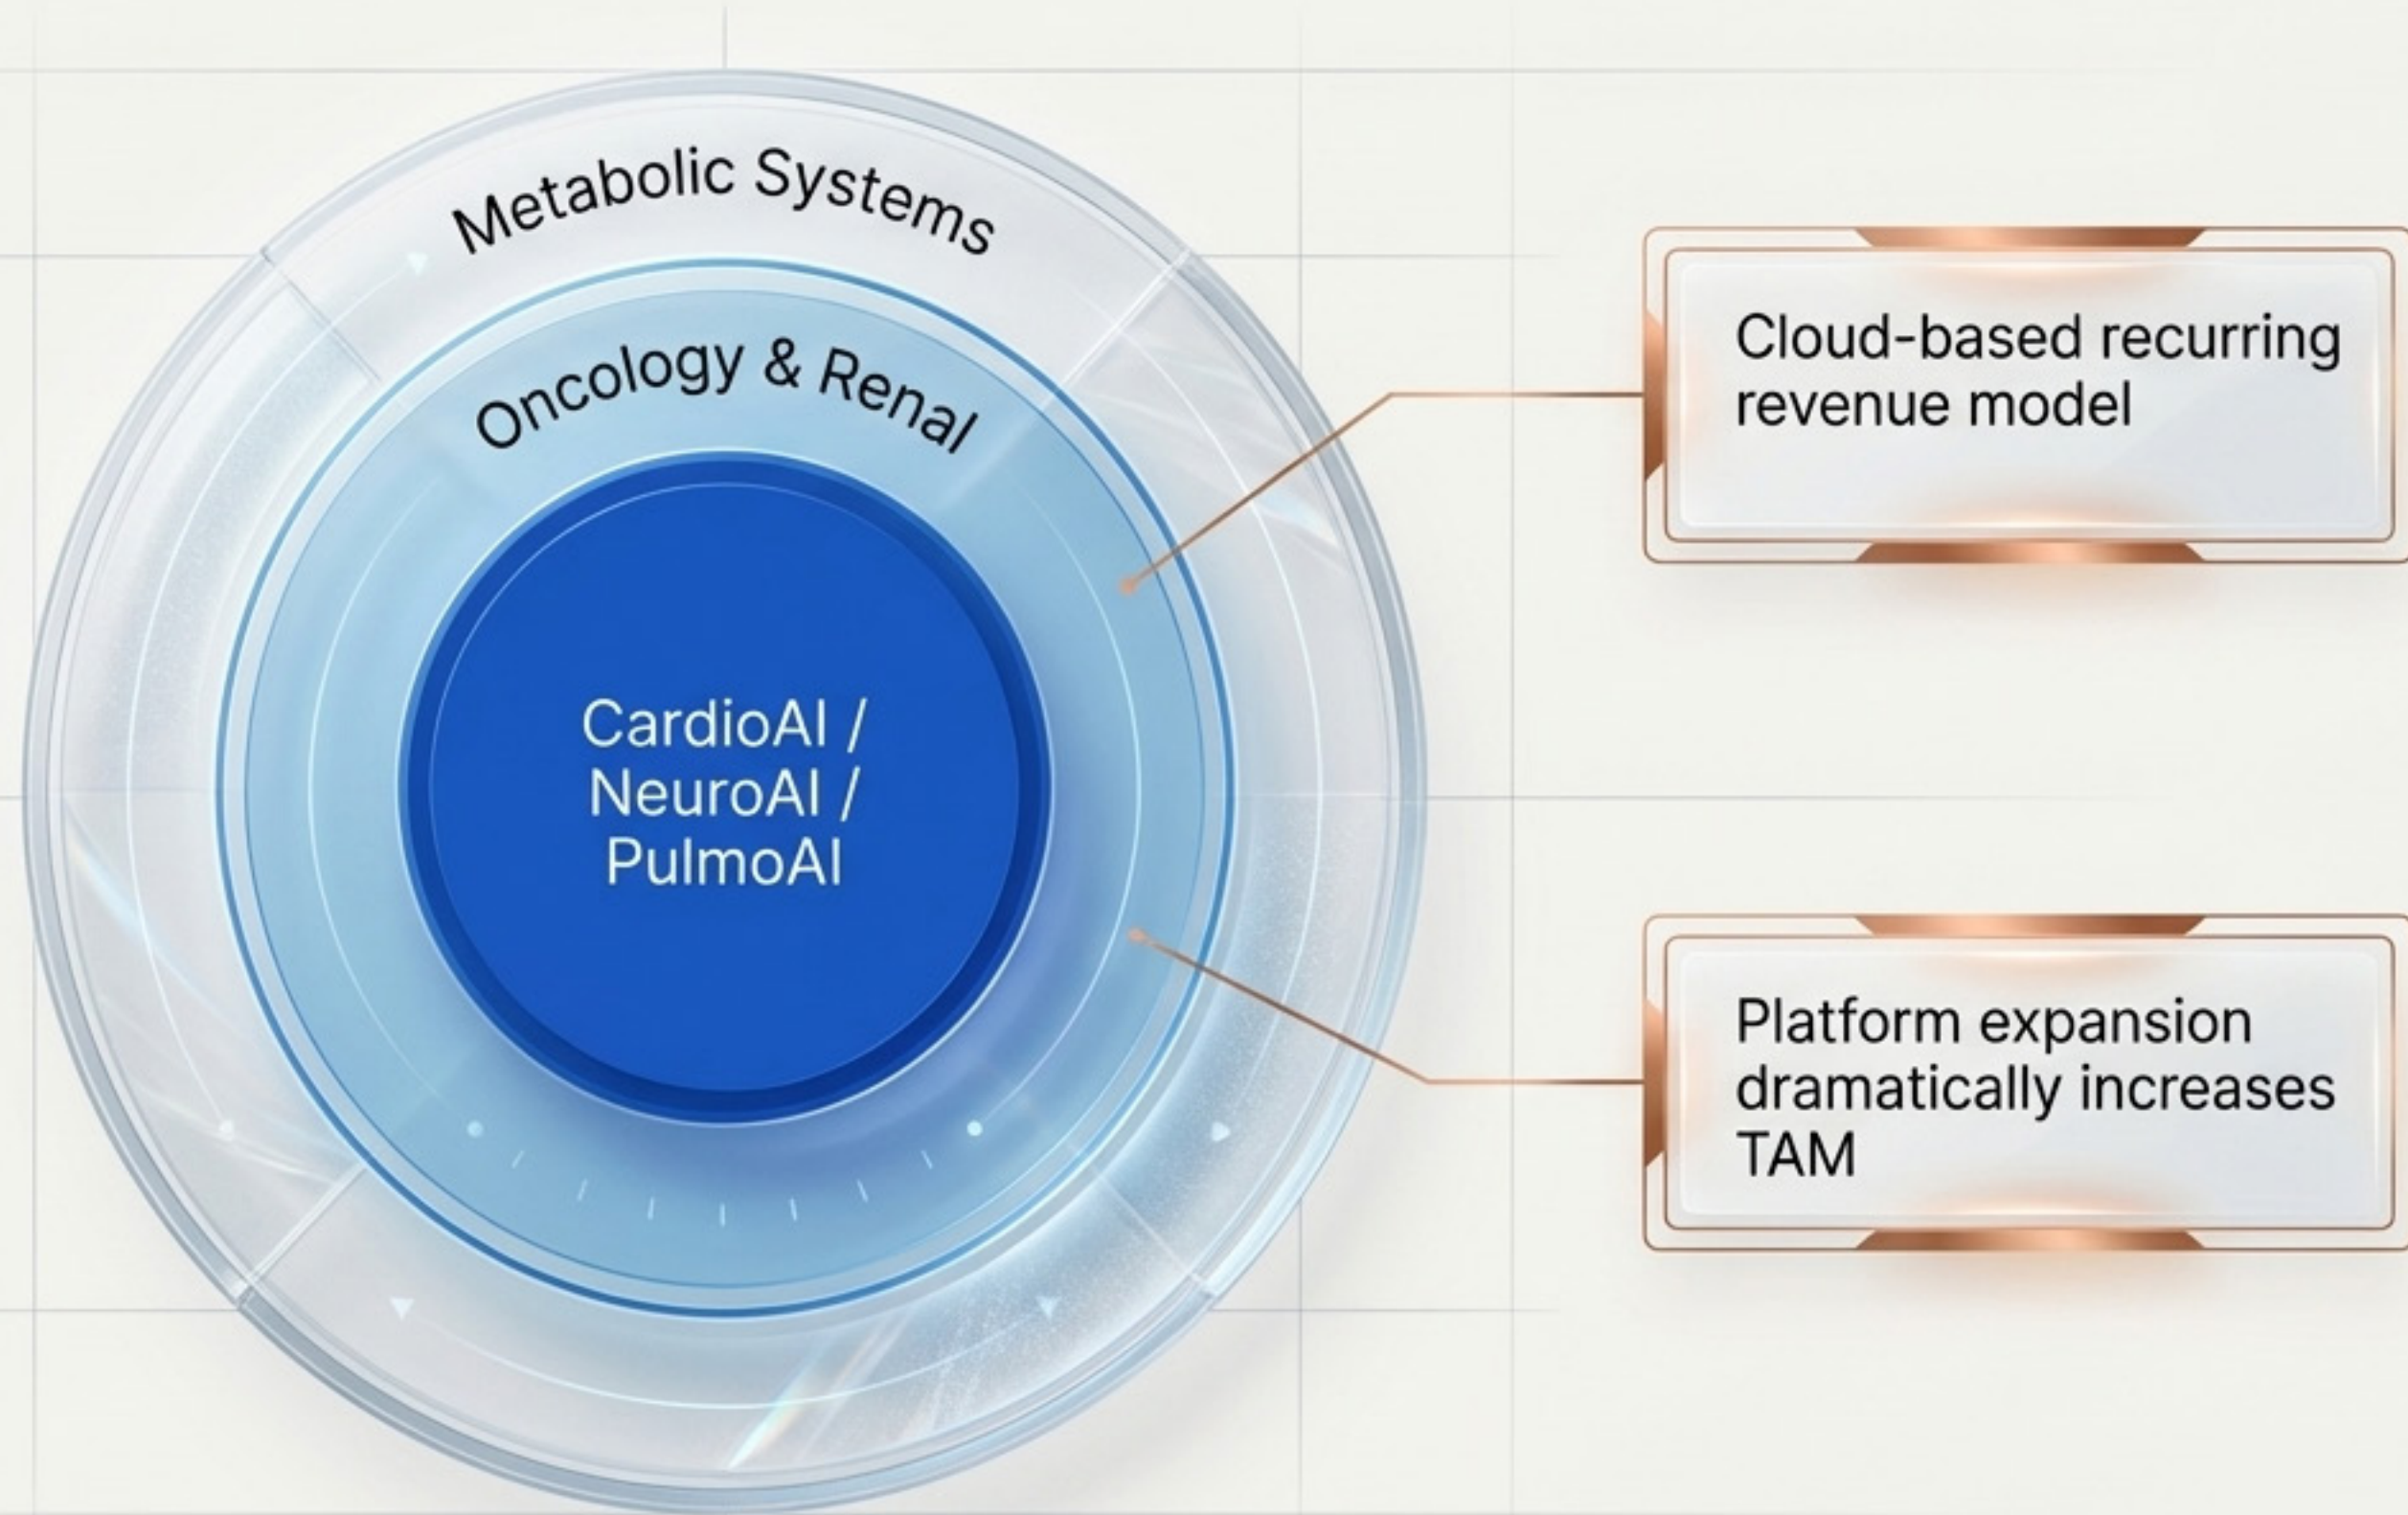 Metabolic Systems
Oncology & Renal
CardioAI /
NeuroAI /
PulmoAI
Cloud-based recurring
revenue model
Platform expansion
dramatically increases
TAM